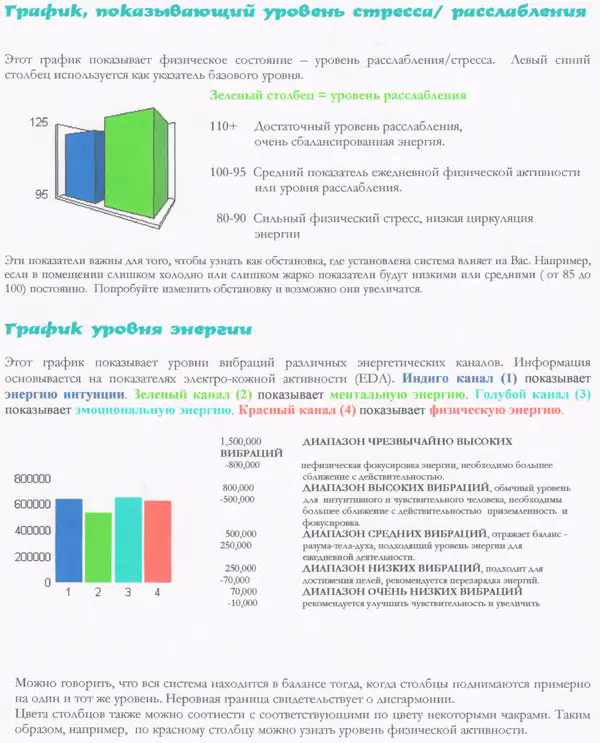 График, показывающий уровень стресса/ расслабления
Этот график показывает физическое состояние – уровень расслабления/стресса. Левый синий
столбец используется как указатель базового уровня.
Зеленый столбец = уровень расслабления
125
95
110+ Достаточный уровень расслабления,
очень сбалансированная энергия.
100-95 Средний показатель ежедневной физической активности
или уровня расслабления.
80-90 Сильный физический стресс, низкая циркуляция
энергии
Эти показатели важны для того, чтобы узнать как обстановка, где установлена система влияет на Вас. Например,
если в помещении слишком холодно или слишком жарко показатели будут низкими или средними ( от 85 до
100) постоянно. Попробуйте изменить обстановку и возможно они увеличатся.
График уровня энергии
Этот график показывает уровни вибраций различных энергетических каналов. Информация
основывается на показателях электро-кожной активности (EDA). Индиго канал (1) показывает
энергию интуиции. Зеленый канал (2) показывает ментальную энергию. Голубой канал (3)
показывает эмоциональную энергию. Красный канал (4) показывает физическую энергию.
800000
600000
400000
200000
0
1 2 3 4
1,500,000 ДИАПАЗОН ЧРЕЗВЫЧАЙНО ВЫСОКИХ
ВИБРАЦИЙ
-800,000 нефизическая фокусировка энергии, необходимо большее
сближение с действительностью.
800,000 ДИАПАЗОН ВЫСОКИХ ВИБРАЦИЙ, обычный уровень
-500,000 для интуитивного и чувствительного человека, необходимы
большее сближение с действительностью приземленность и
фокусировка.
500,000 ДИАПАЗОН СРЕДНИХ ВИБРАЦИЙ, отражает баланс -
250,000 разума-тела-духа, подходящий уровень энергии для
ежедневной деятельности.
250,000 ДИАПАЗОН НИЗКИХ ВИБРАЦИЙ, подходит для
-70,000 достижения целей, рекомендуется перезарядка энергий.
70,000 ДИАПАЗОН ОЧЕНЬ НИЗКИХ ВИБРАЦИЙ
-10,000 рекомендуется улучшить чувствительность и увеличить
Можно говорить, что вся система находится в балансе тогда, когда столбцы поднимаются примерно
на один и тот же уровень. Неровная граница свидетельствует о дисгармонии.
Цвета столбцов также можно соотнести с соответствующими по цвету некоторыми чакрами. Таким
образом, например, по красному столбцу можно узнать уровень физической активности.